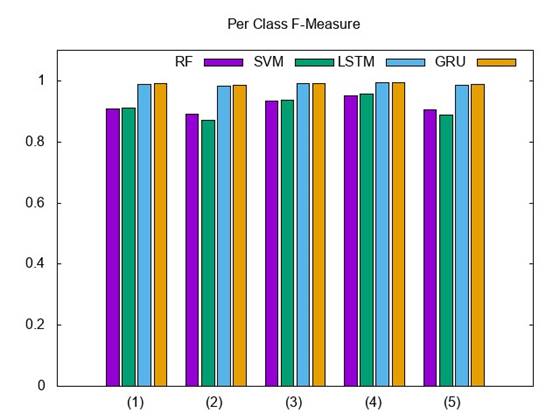 Per Class F-Measure
RF SVM LSTM GRU
1
0.8
0.6
0.4
0.2
0
(1) (2) (3) (4) (5)